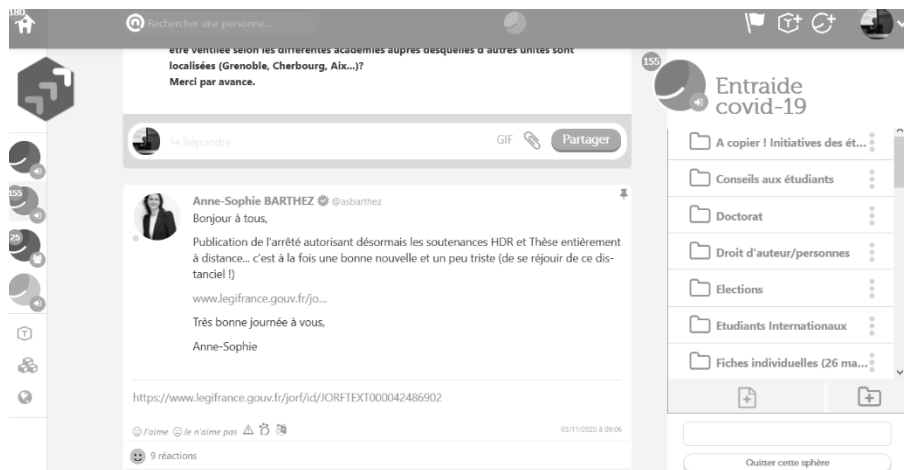 180
Rechercher une personne...
être ventilée selon les différentes académies auprès desquelles d'autres unités sont
localisées (Grenoble, Cherbourg, Aix...)?
Merci par avance.
Répondre
GIF
Partager
Anne-Sophie BARTHEZ @asbarthez
Bonjour à tous,
Publication de l'arrêté autorisant désormais les soutenances HDR et Thèse entièrement
à distance... c'est à la fois une bonne nouvelle et un peu triste (de se réjouir de ce dis-
tanciel !)
www.legifrance.gouv.fr/jo...
Très bonne journée à vous,
Anne-Sophie
https://www.legifrance.gouv.fr/jorf/id/JORFTEXT000042486902
J'aime
Je n'aime pas
03/11/2020 à 09:06
9 réactions
155
25
155
Entraide
covid-19
A copier ! Initiatives des ét...
Conseils aux étudiants
Doctorat
Droit d'auteur/personnes
Elections
Etudiants Internationaux
Fiches individuelles (26 ma...
Quitter cette sphère